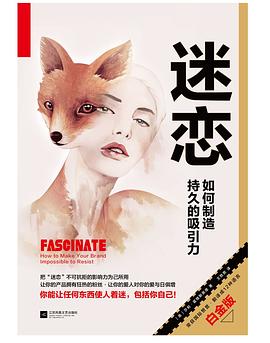 迷恋
如何制造
持久的吸引力
FASCINATE
How to Make Your Brand
Impossible to Resist
把“迷恋”不可抗拒的影响力为己所用
让你的产品拥有狂热的粉丝·让你的爱人对你的爱与日俱增
你能让任何东西使人着迷，包括你自己！
白金版